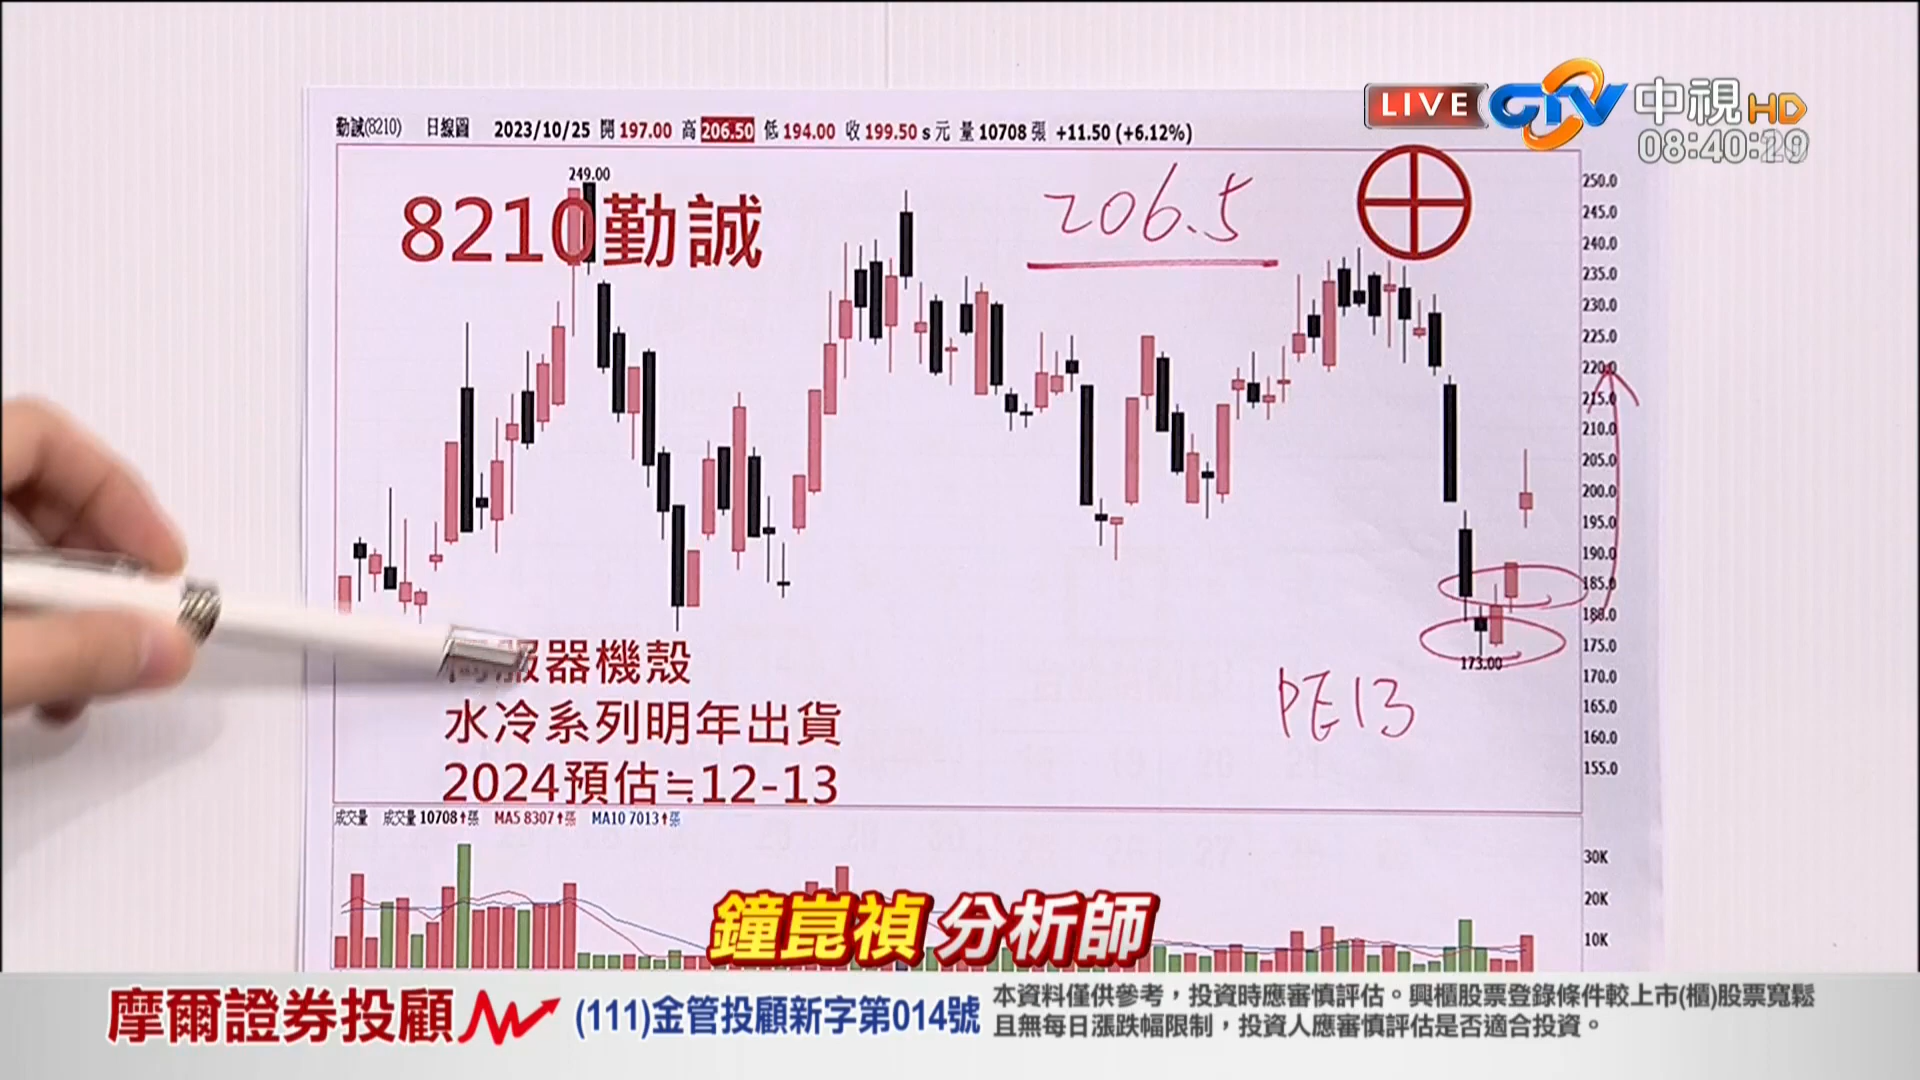 LIVE CTV 中視 HD
08:40:
勤誠(8210) 日線圖 2023/10/25 開 197.00 高 206.50 低 194.00 收 199.50 s 元 量 10708 張 +11.50 (+6.12%)
249.00
8210勤誠
206.5
250.0
245.0
240.0
235.0
230.0
225.0
220.0
215.0
210.0
205.0
200.0
195.0
190.0
185.0
180.0
175.0
170.0
165.0
160.0
155.0
173.00
服器機殼
水冷系列明年出貨
2024預估≒12-13
PE13
成交量 成交量 10708↑張 MA5 8307↑張 MA10 7013↑張
30K
20K
10K
鐘崑禎 分析師
摩爾證券投顧
(111)金管投顧新字第014號
本資料僅供參考，投資時應審慎評估。興櫃股票登錄條件較上市(櫃)股票寬鬆
且無每日漲跌幅限制，投資人應審慎評估是否適合投資。